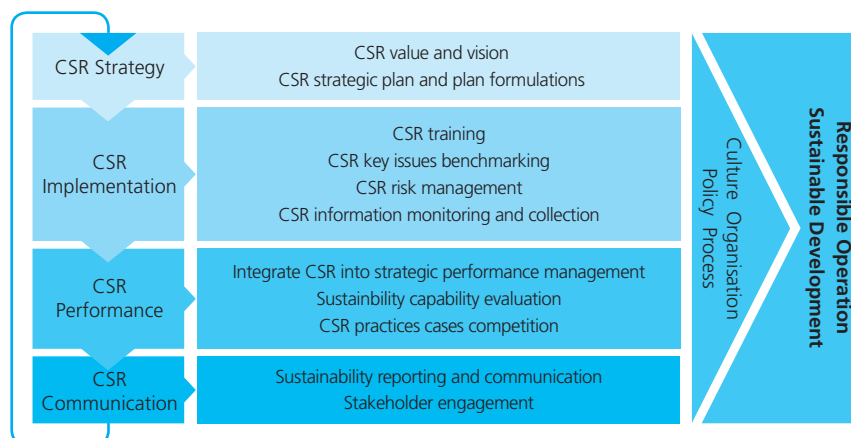 CSR Strategy
CSR value and vision
CSR strategic plan and plan formulations
CSR
Implementation
CSR training
CSR key issues benchmarking
CSR risk management
CSR information monitoring and collection
CSR
Performance
Integrate CSR into strategic performance management
Sustainbility capability evaluation
CSR practices cases competition
CSR
Communication
Sustainability reporting and communication
Stakeholder engagement
Culture Organisation
Policy Process
Responsible Operation
Sustainable Development